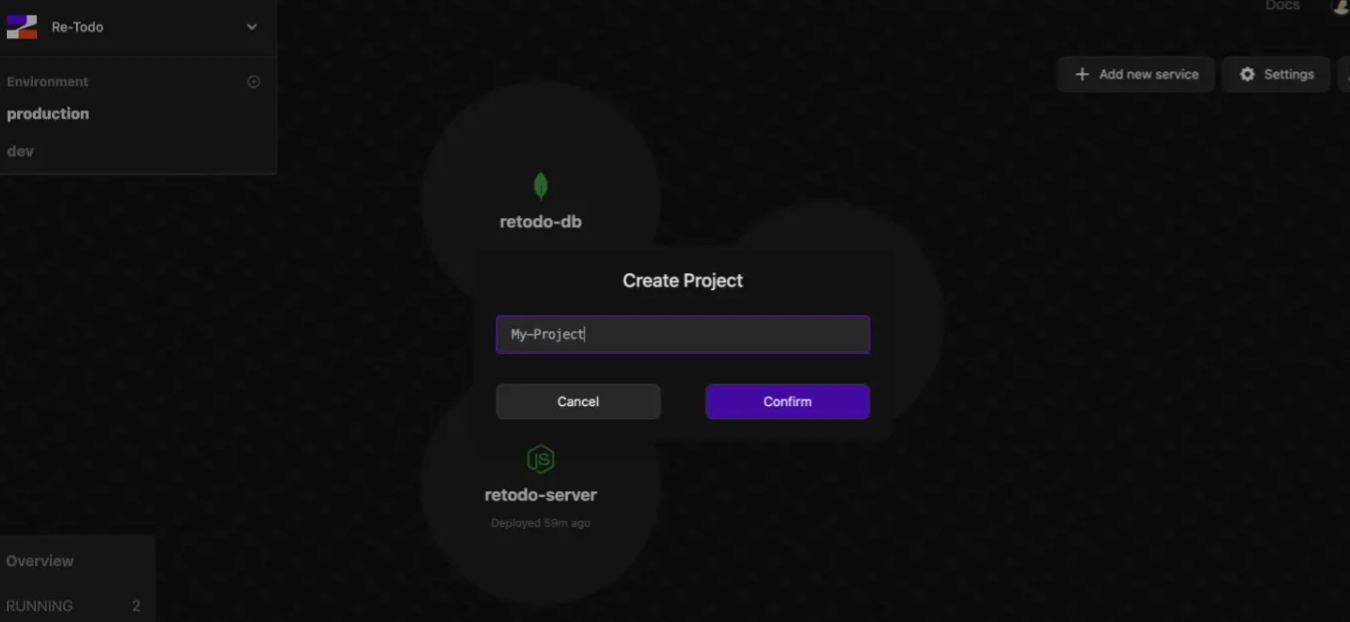 Docs
Re-Todo
Environment
production
dev
Add new service
Settings
retodo-db
Create Project
My-Project
Cancel
Confirm
JS
retodo-server
Deployed 59m ago
Overview
RUNNING 2